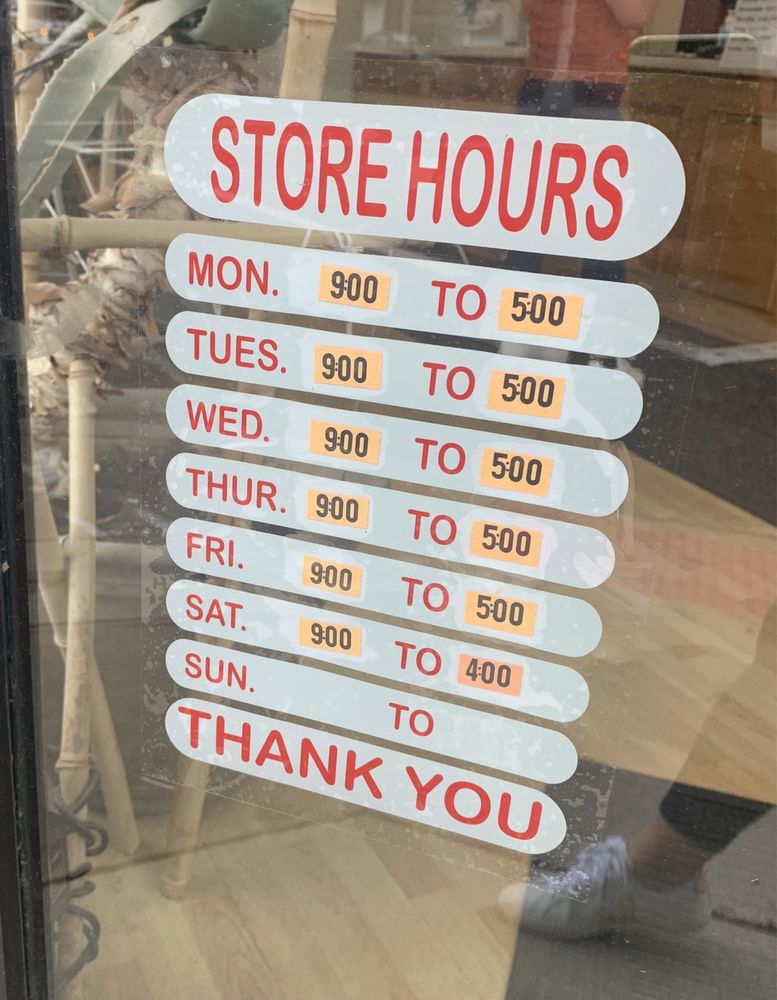 STORE HOURS
MON. 9:00 TO 5:00
TUES. 9:00 TO 5:00
WED. 9:00 TO 5:00
THUR. 9:00 TO 5:00
FRI. 9:00 TO 5:00
SAT. 9:00 TO 4:00
SUN. TO
THANK YOU